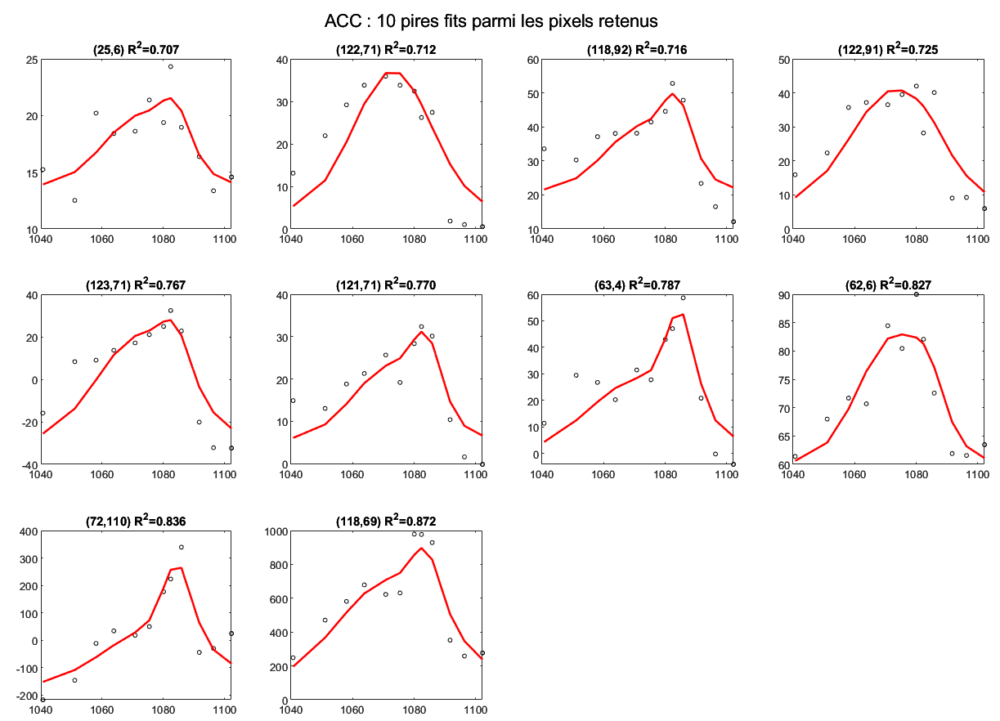 ACC : 10 pires fits parmi les pixels retenus
(25,6) R²=0.707
25
20
15
10
1040 1060 1080 1100
(122,71) R²=0.712
40
30
20
10
0
1040 1060 1080 1100
(118,92) R²=0.716
60
50
40
30
20
10
1040 1060 1080 1100
(122,91) R²=0.725
50
40
30
20
10
0
1040 1060 1080 1100
(123,71) R²=0.767
40
20
0
-20
-40
1040 1060 1080 1100
(121,71) R²=0.770
40
30
20
10
0
1040 1060 1080 1100
(63,4) R²=0.787
60
50
40
30
20
10
0
1040 1060 1080 1100
(62,6) R²=0.827
90
85
80
75
70
65
60
1040 1060 1080 1100
(72,110) R²=0.836
400
300
200
100
0
-100
-200
1040 1060 1080 1100
(118,69) R²=0.872
1000
800
600
400
200
0
1040 1060 1080 1100